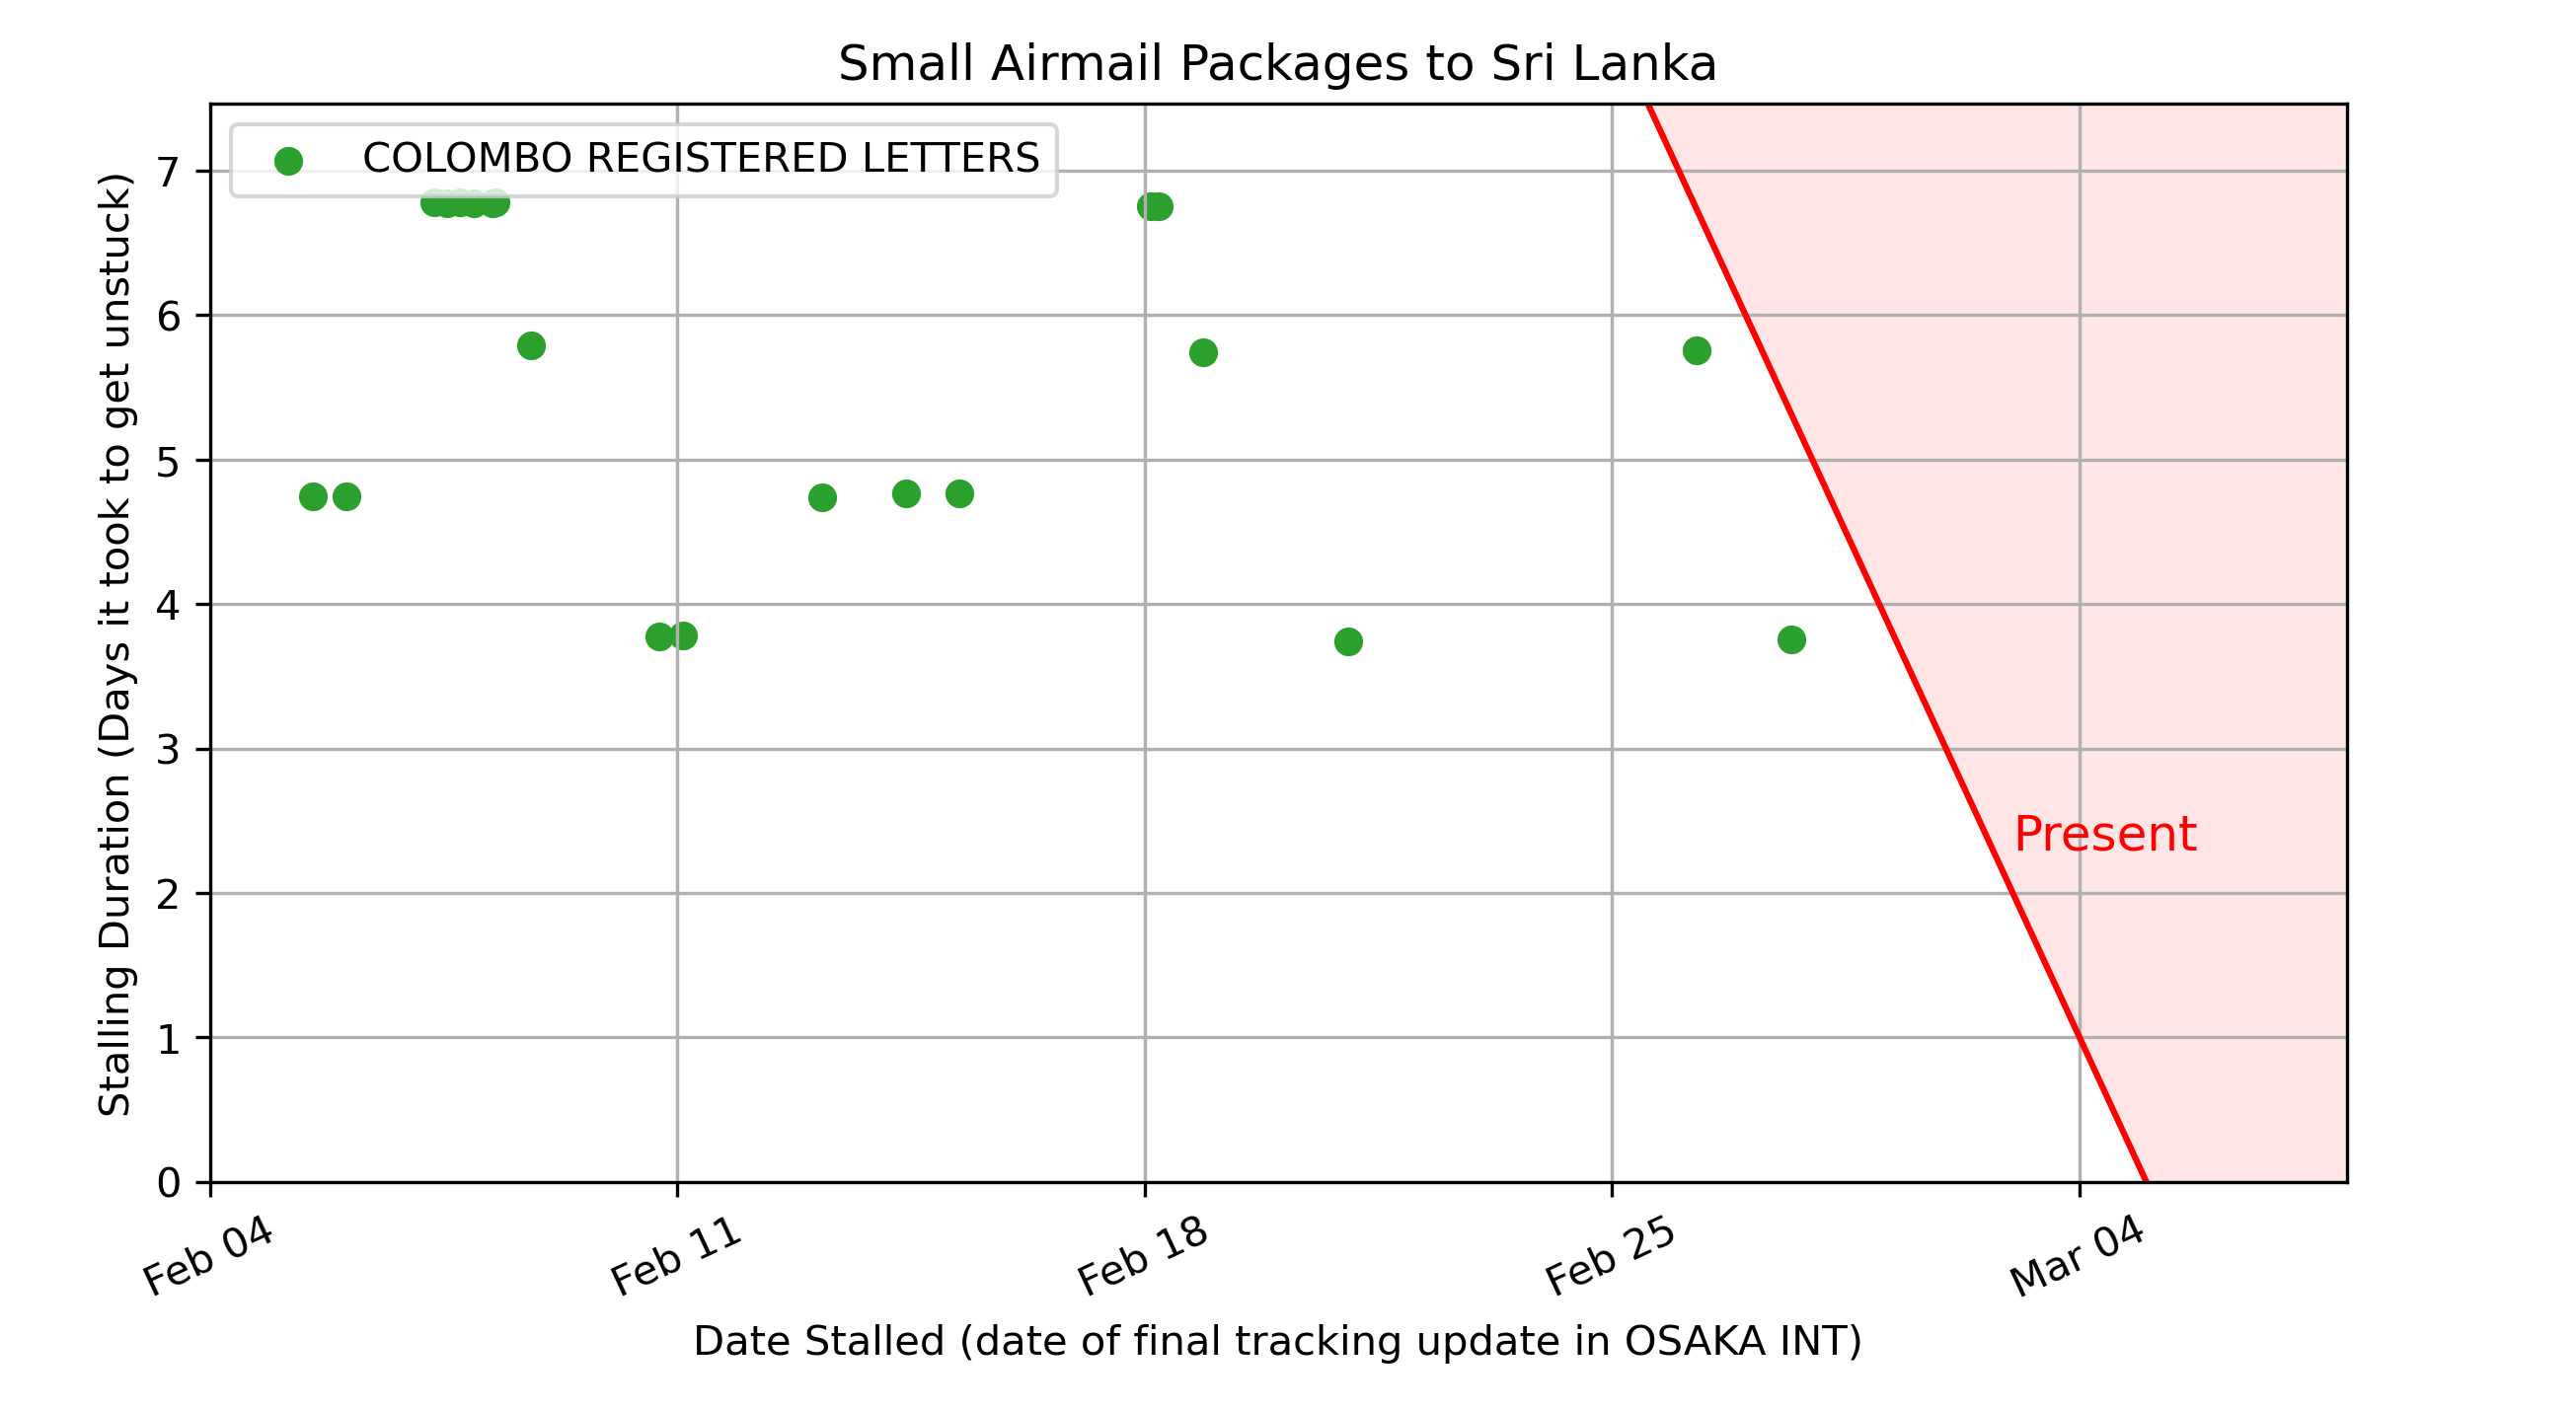 Small Airmail Packages to Sri Lanka
COLOMBO REGISTERED LETTERS
Stalling Duration (Days it took to get unstuck)
7
6
5
4
3
2
1
0
Present
Feb 04
Feb 11
Feb 18
Feb 25
Mar 04
Date Stalled (date of final tracking update in OSAKA INT)